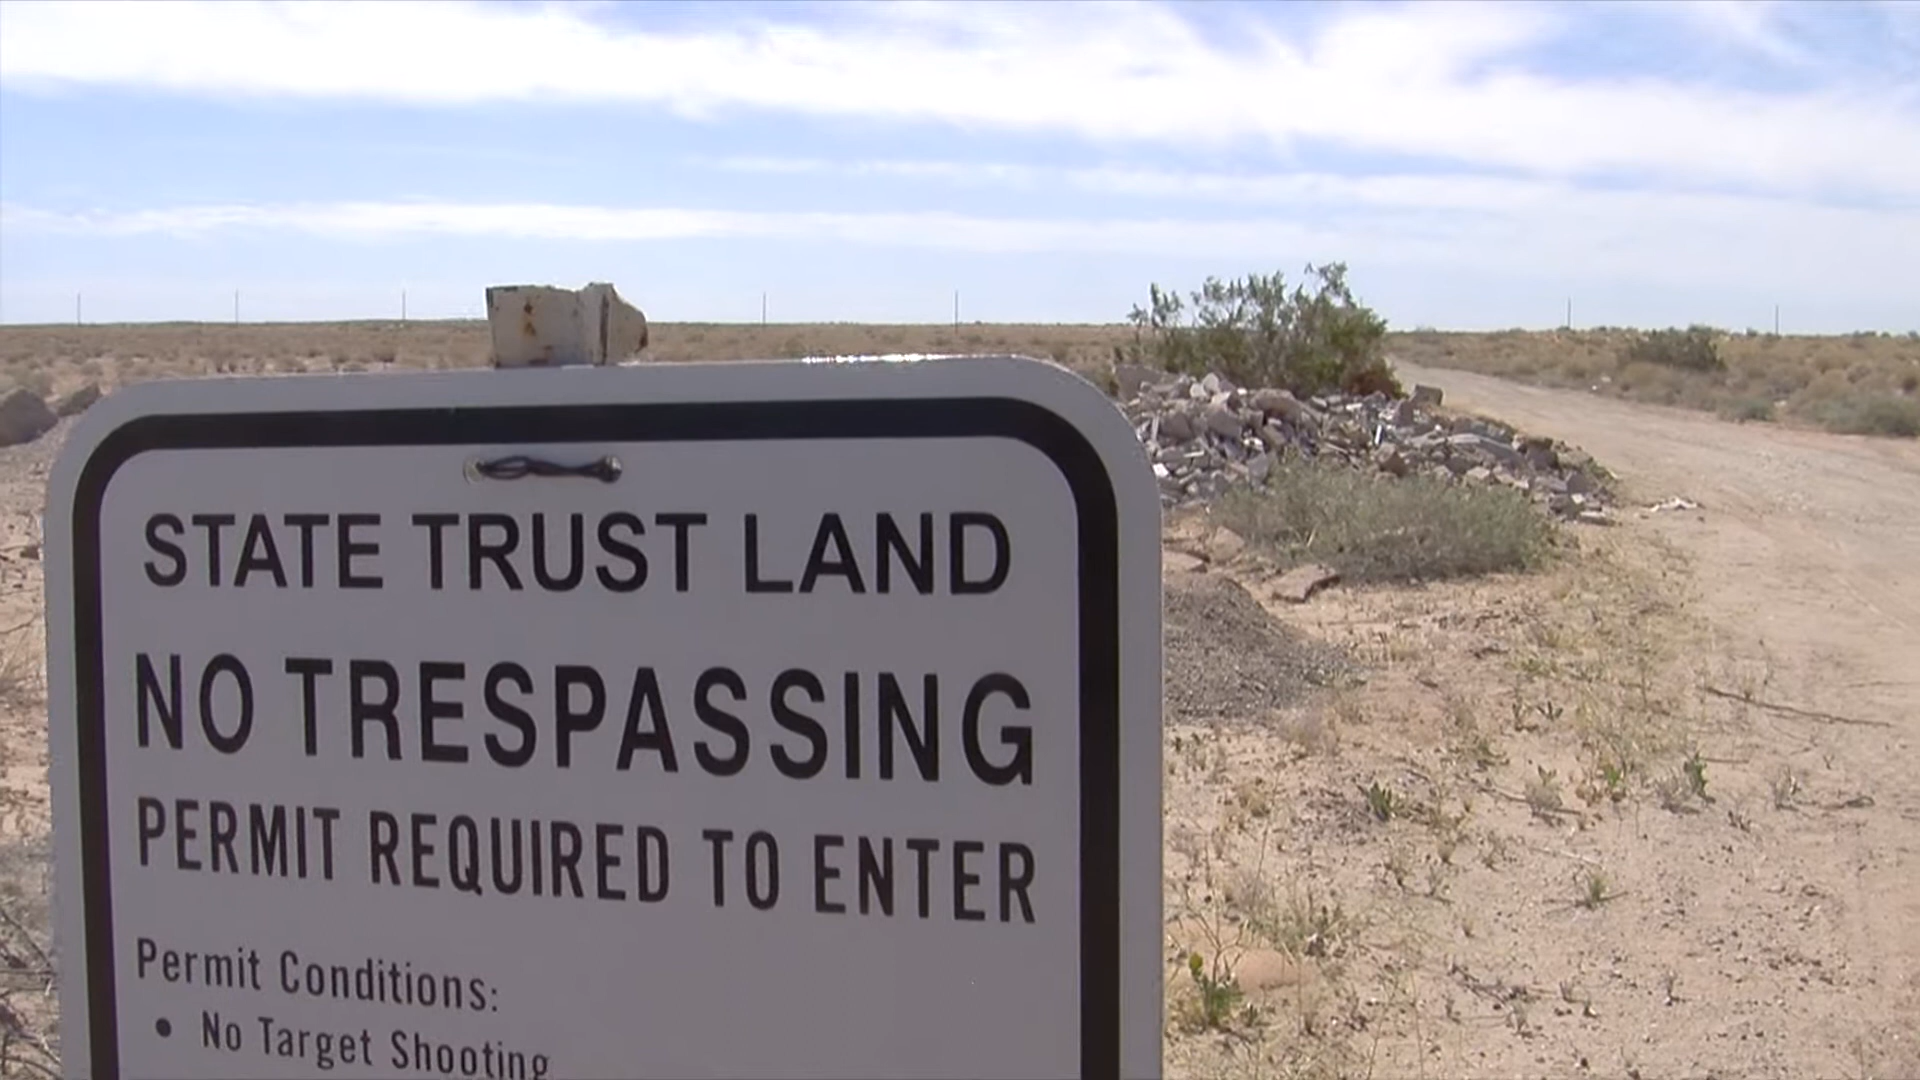 STATE TRUST LAND
NO TRESPASSING
PERMIT REQUIRED TO ENTER
Permit Conditions:
• No Target Shooting